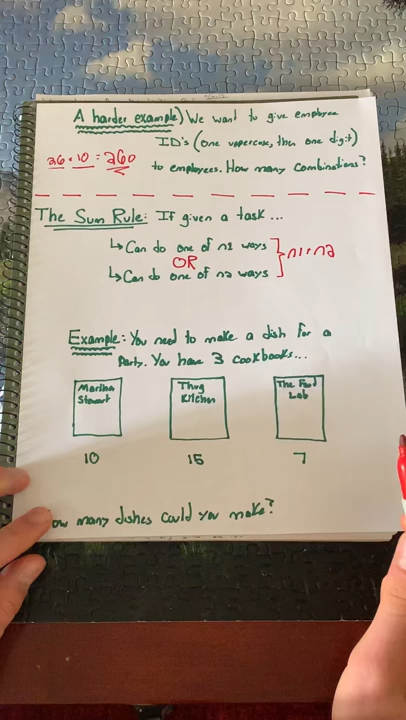 A harder example) We want to give employee
ID's (one uppercase, then one digit)
26 · 10 = 260
to employees. How many combinations?
The Sum Rule: If given a task...
↳ Can do one of n1 ways
OR
n1+n2
↳ Can do one of n2 ways
Example: You need to make a dish for a
Party. You have 3 cookbooks...
Martha Thug The Food
Stewart Kitchen Lab
10 15 7
How many dishes could you make?